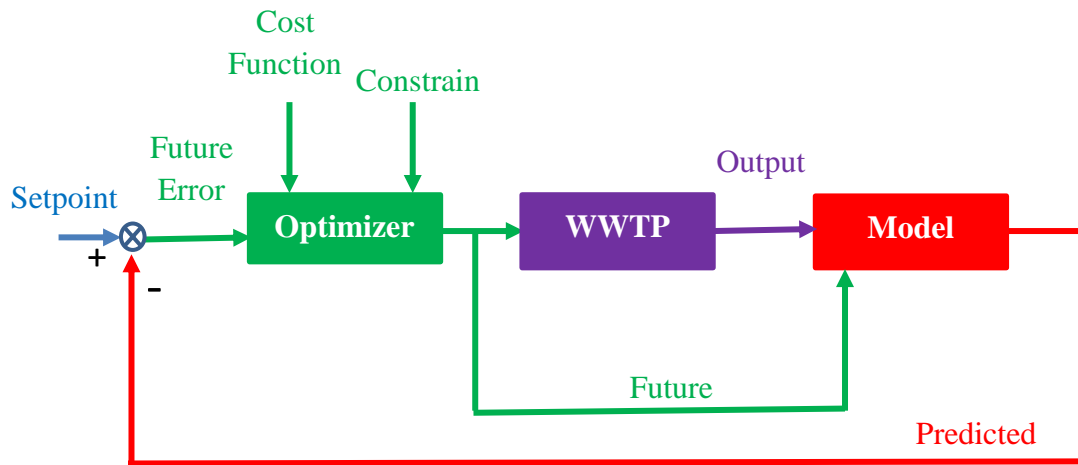 Cost
Function
Constrain
Future
Error
Setpoint
+
-
Optimizer
WWTP
Output
Model
Future
Predicted